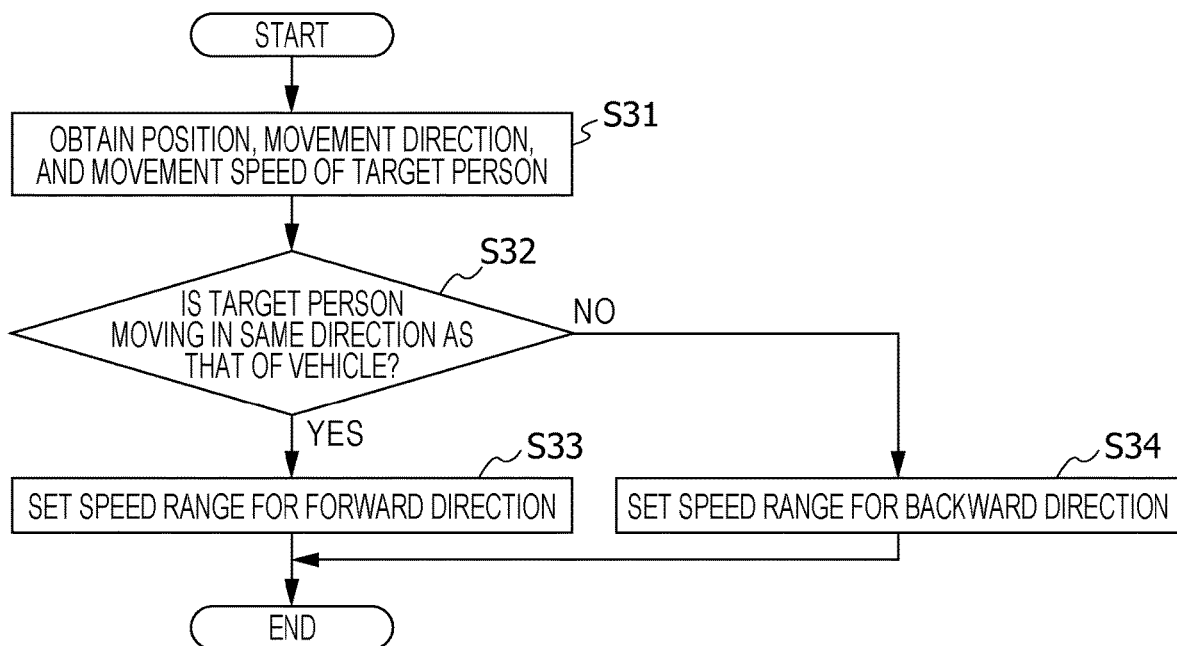 START
S31
OBTAIN POSITION, MOVEMENT DIRECTION,
AND MOVEMENT SPEED OF TARGET PERSON
S32
IS TARGET PERSON
MOVING IN SAME DIRECTION AS
THAT OF VEHICLE?
NO
YES
S33
SET SPEED RANGE FOR FORWARD DIRECTION
S34
SET SPEED RANGE FOR BACKWARD DIRECTION
END